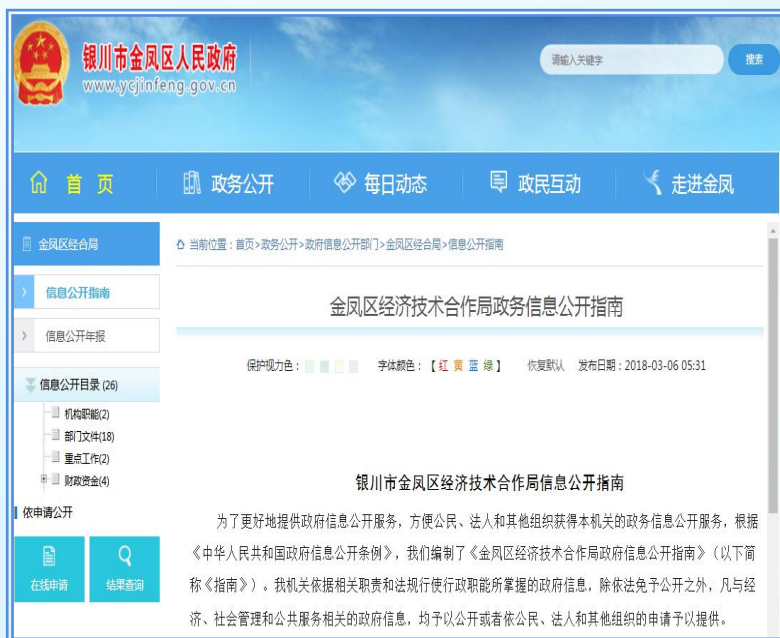 银川市金凤区人民政府
www.ycjinfeng.gov.cn
请输入关键字
搜索
首 页
政务公开
每日动态
政民互动
走进金凤
金凤区经合局
信息公开指南
信息公开年报
信息公开目录 (26)
机构职能(2)
部门文件(18)
重点工作(2)
财政资金(4)
依申请公开
在线申请
结果查询
当前位置：首页>政务公开>政府信息公开部门>金凤区经合局>信息公开指南
金凤区经济技术合作局政务信息公开指南
保护视力色： 字体颜色：【 红 黄 蓝 绿 】 恢复默认 发布日期：2018-03-06 05:31
银川市金凤区经济技术合作局信息公开指南
为了更好地提供政府信息公开服务，方便公民、法人和其他组织获得本机关的政务信息公开服务，根据
《中华人民共和国政府信息公开条例》，我们编制了《金凤区经济技术合作局政府信息公开指南》（以下简
称《指南》）。我机关依据相关职责和法规行使行政职能所掌握的政府信息，除依法免予公开之外，凡与经
济、社会管理和公共服务相关的政府信息，均予以公开或者依公民、法人和其他组织的申请予以提供。